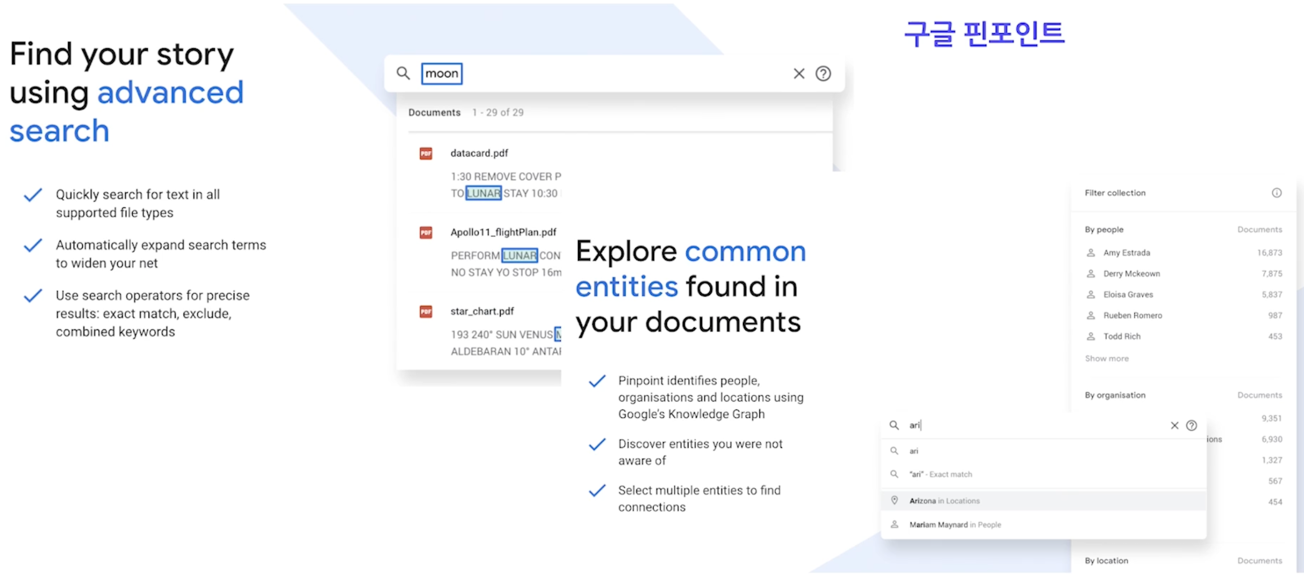 구글 핀포인트
Find your story
using advanced
search
Quickly search for text in all
supported file types
Automatically expand search terms
to widen your net
Use search operators for precise
results: exact match, exclude,
combined keywords
moon
Documents 1 - 29 of 29
PDF datacard.pdf
1:30 REMOVE COVER P
TO LUNAR STAY 10:30
PDF Apollo11_flightPlan.pdf
PERFORM LUNAR CON
NO STAY YO STOP 16m
PDF star_chart.pdf
193 240° SUN VENUS
ALDEBARAN 10° ANTAR
Explore common
entities found in
your documents
Pinpoint identifies people,
organisations and locations using
Google's Knowledge Graph
Discover entities you were not
aware of
Select multiple entities to find
connections
Filter collection
By people Documents
Amy Estrada 16,873
Derry Mckeown 7,875
Eloisa Graves 5,837
Rueben Romero 987
Todd Rich 453
Show more
By organisation Documents
9,351
ions 6,930
1,327
567
454
By location Documents
ari
ari
"ari" - Exact match
Arizona in Locations
Mariam Maynard in People